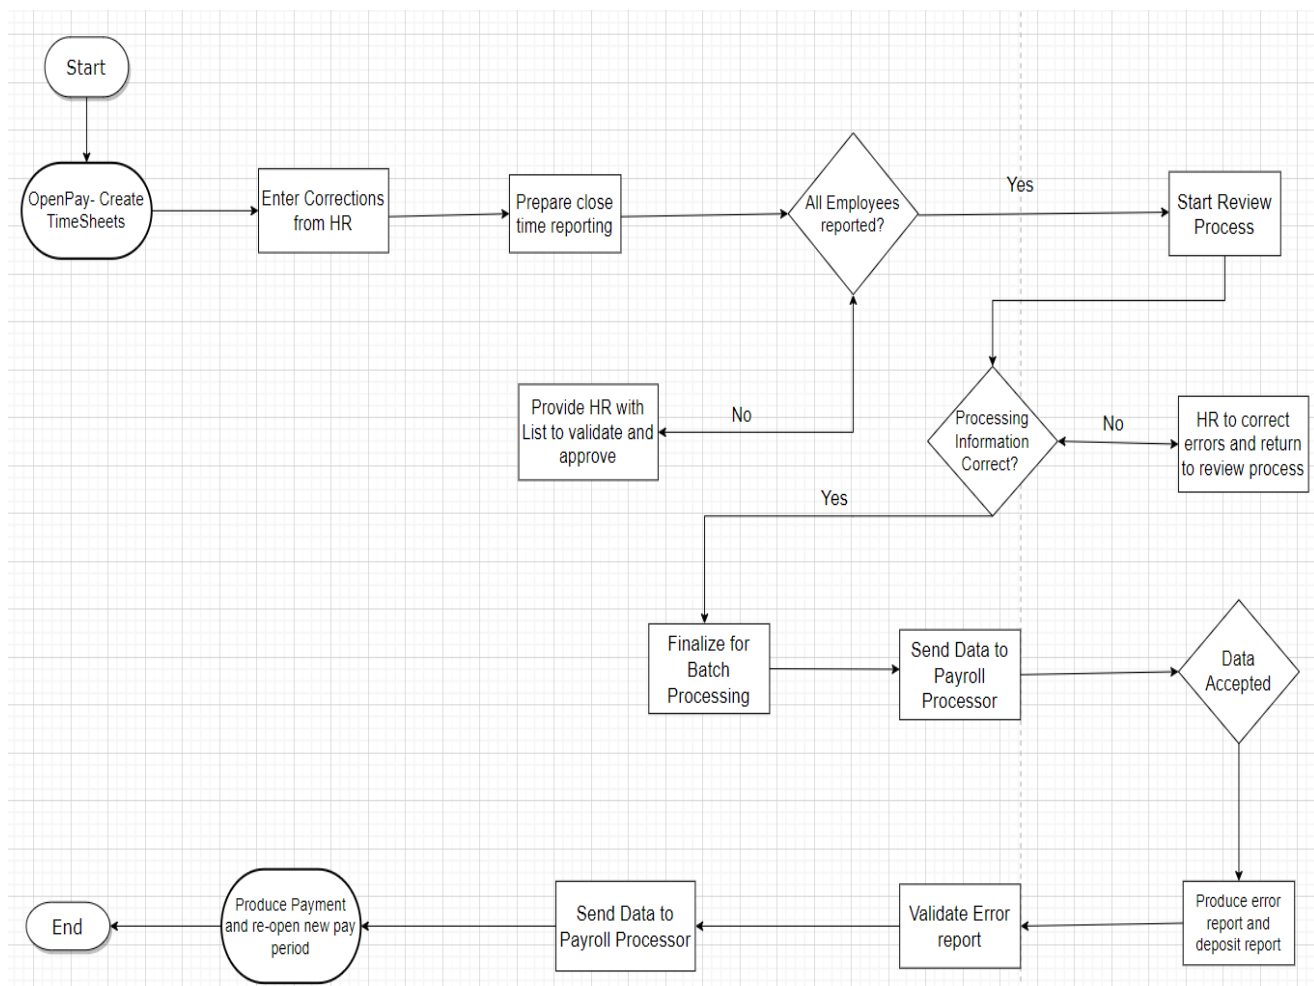 Start
OpenPay- Create
TimeSheets
Enter Corrections
from HR
Prepare close
time reporting
All Employees
reported?
Yes
Start Review
Process
Provide HR with
List to validate and
approve
No
Processing
Information
Correct?
No
HR to correct
errors and return
to review process
Yes
Finalize for
Batch
Processing
Send Data to
Payroll
Processor
Data
Accepted
Produce error
report and
deposit report
Validate Error
report
Send Data to
Payroll Processor
Produce Payment
and re-open new pay
period
End